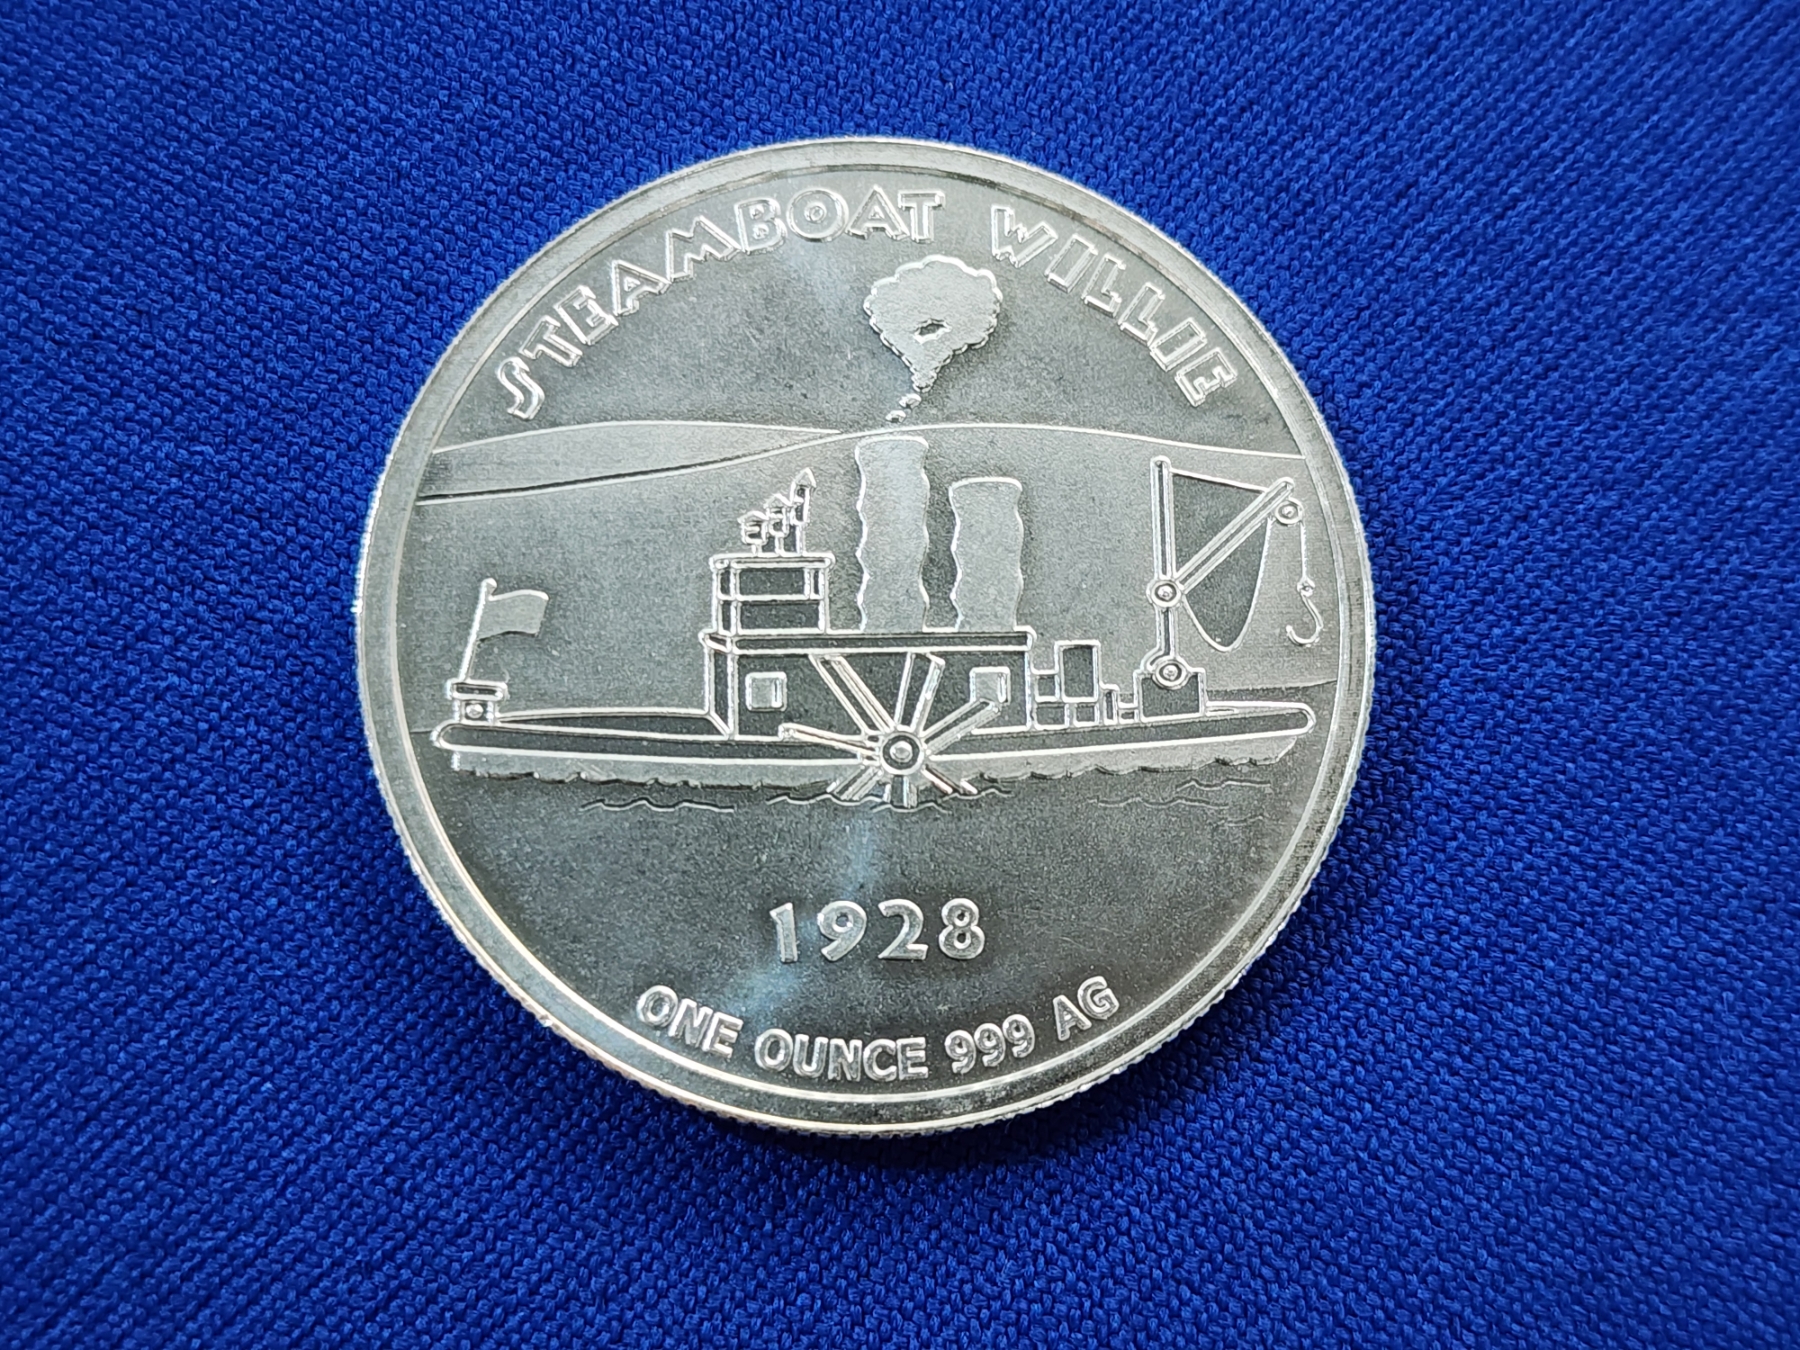 STEAMBOAT WILLIE
1928
ONE OUNCE 999 AG